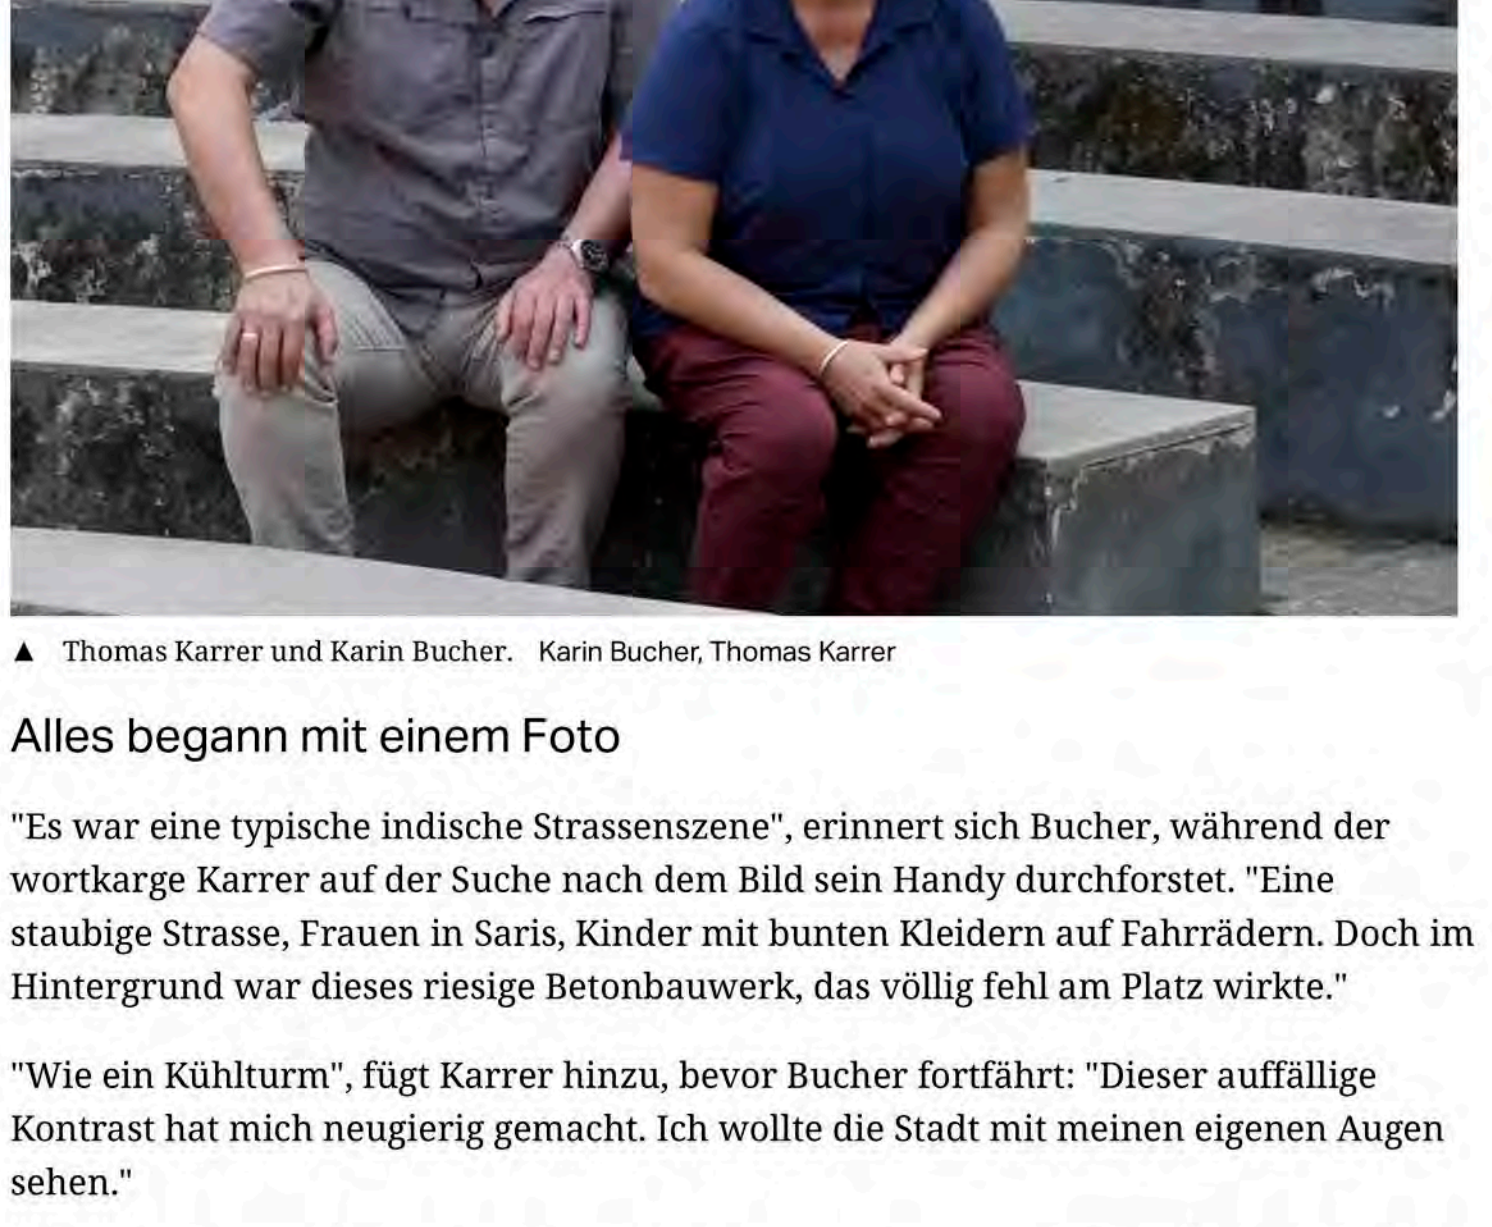 ▲ Thomas Karrer und Karin Bucher. Karin Bucher, Thomas Karrer
Alles begann mit einem Foto
"Es war eine typische indische Strassenszene", erinnert sich Bucher, während der
wortkarge Karrer auf der Suche nach dem Bild sein Handy durchforstet. "Eine
staubige Strasse, Frauen in Saris, Kinder mit bunten Kleidern auf Fahrrädern. Doch im
Hintergrund war dieses riesige Betonbauwerk, das völlig fehl am Platz wirkte."
"Wie ein Kühlturm", fügt Karrer hinzu, bevor Bucher fortfährt: "Dieser auffällige
Kontrast hat mich neugierig gemacht. Ich wollte die Stadt mit meinen eigenen Augen
sehen."